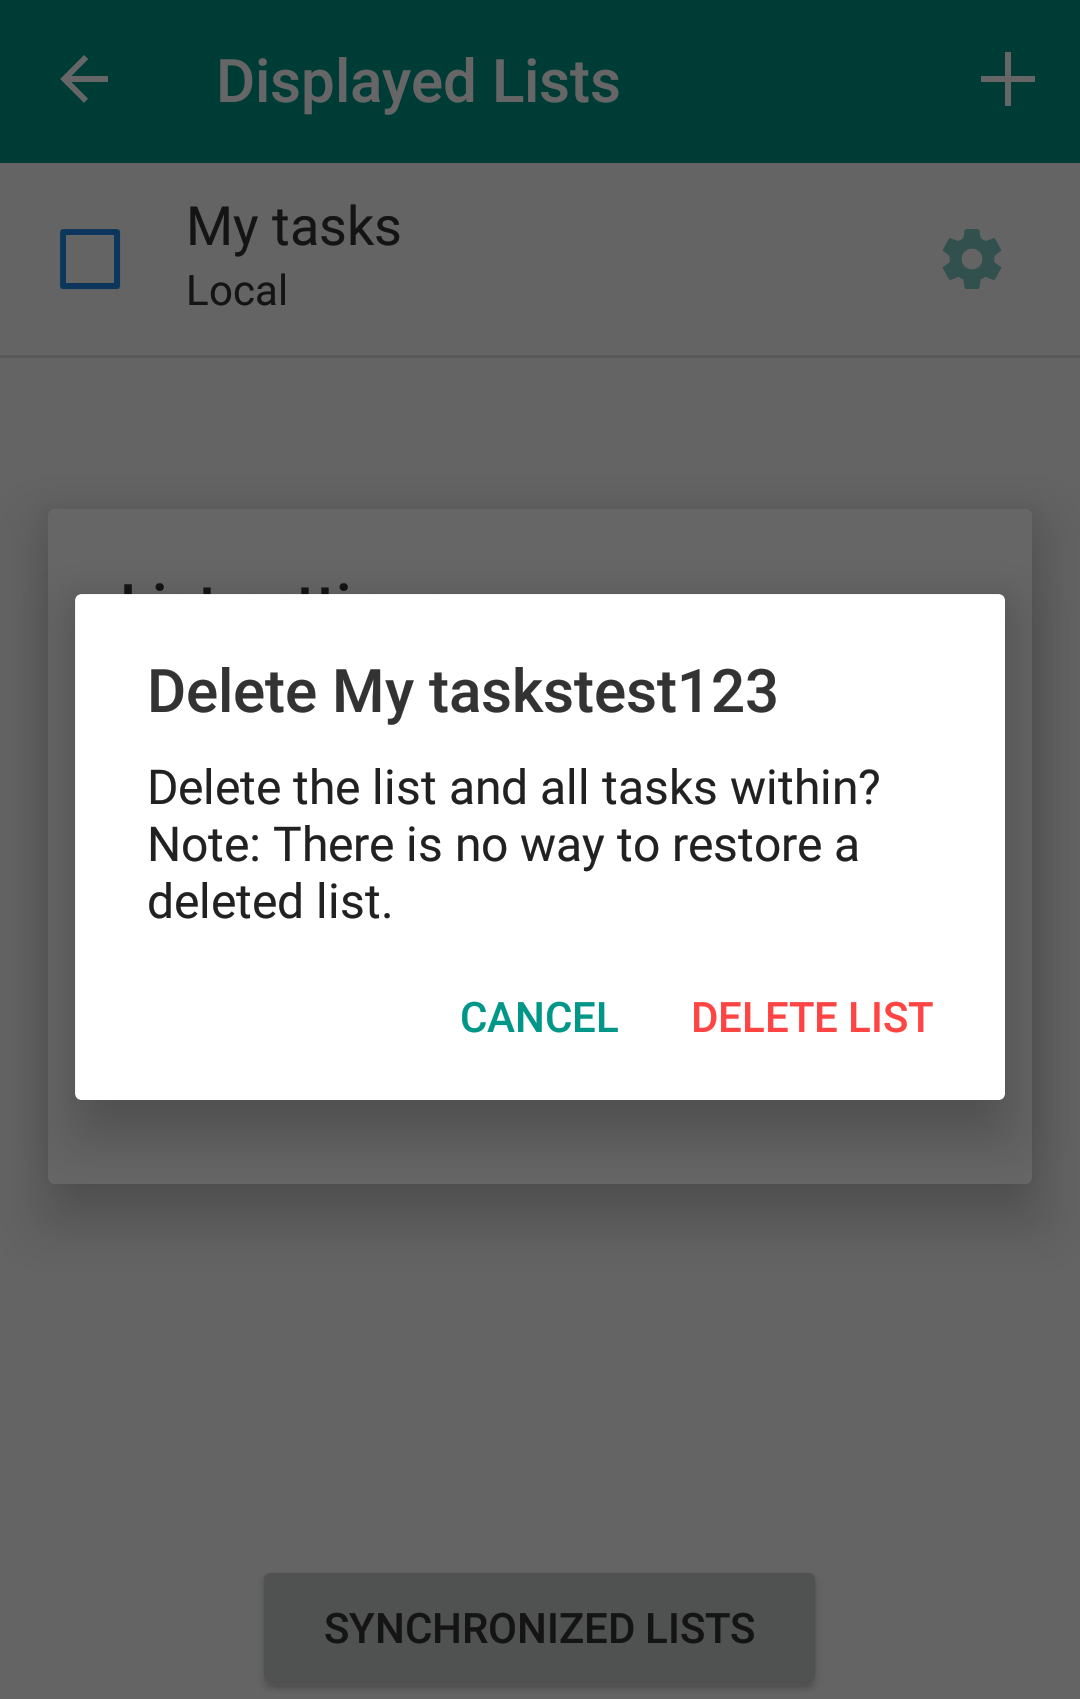 Displayed Lists
My tasks
Local
Delete My taskstest123
Delete the list and all tasks within?
Note: There is no way to restore a
deleted list.
CANCEL DELETE LIST
SYNCHRONIZED LISTS